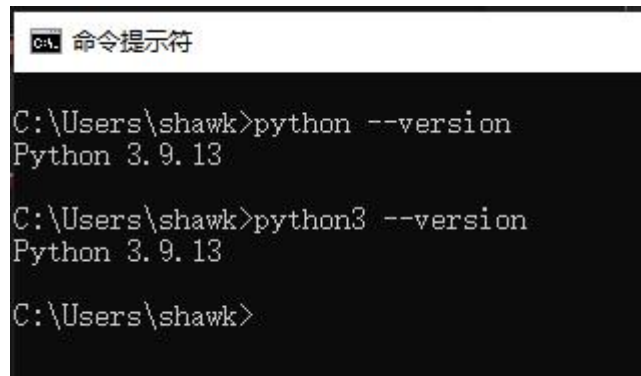 命令提示符
C:\Users\shawk>python --version
Python 3.9.13
C:\Users\shawk>python3 --version
Python 3.9.13
C:\Users\shawk>